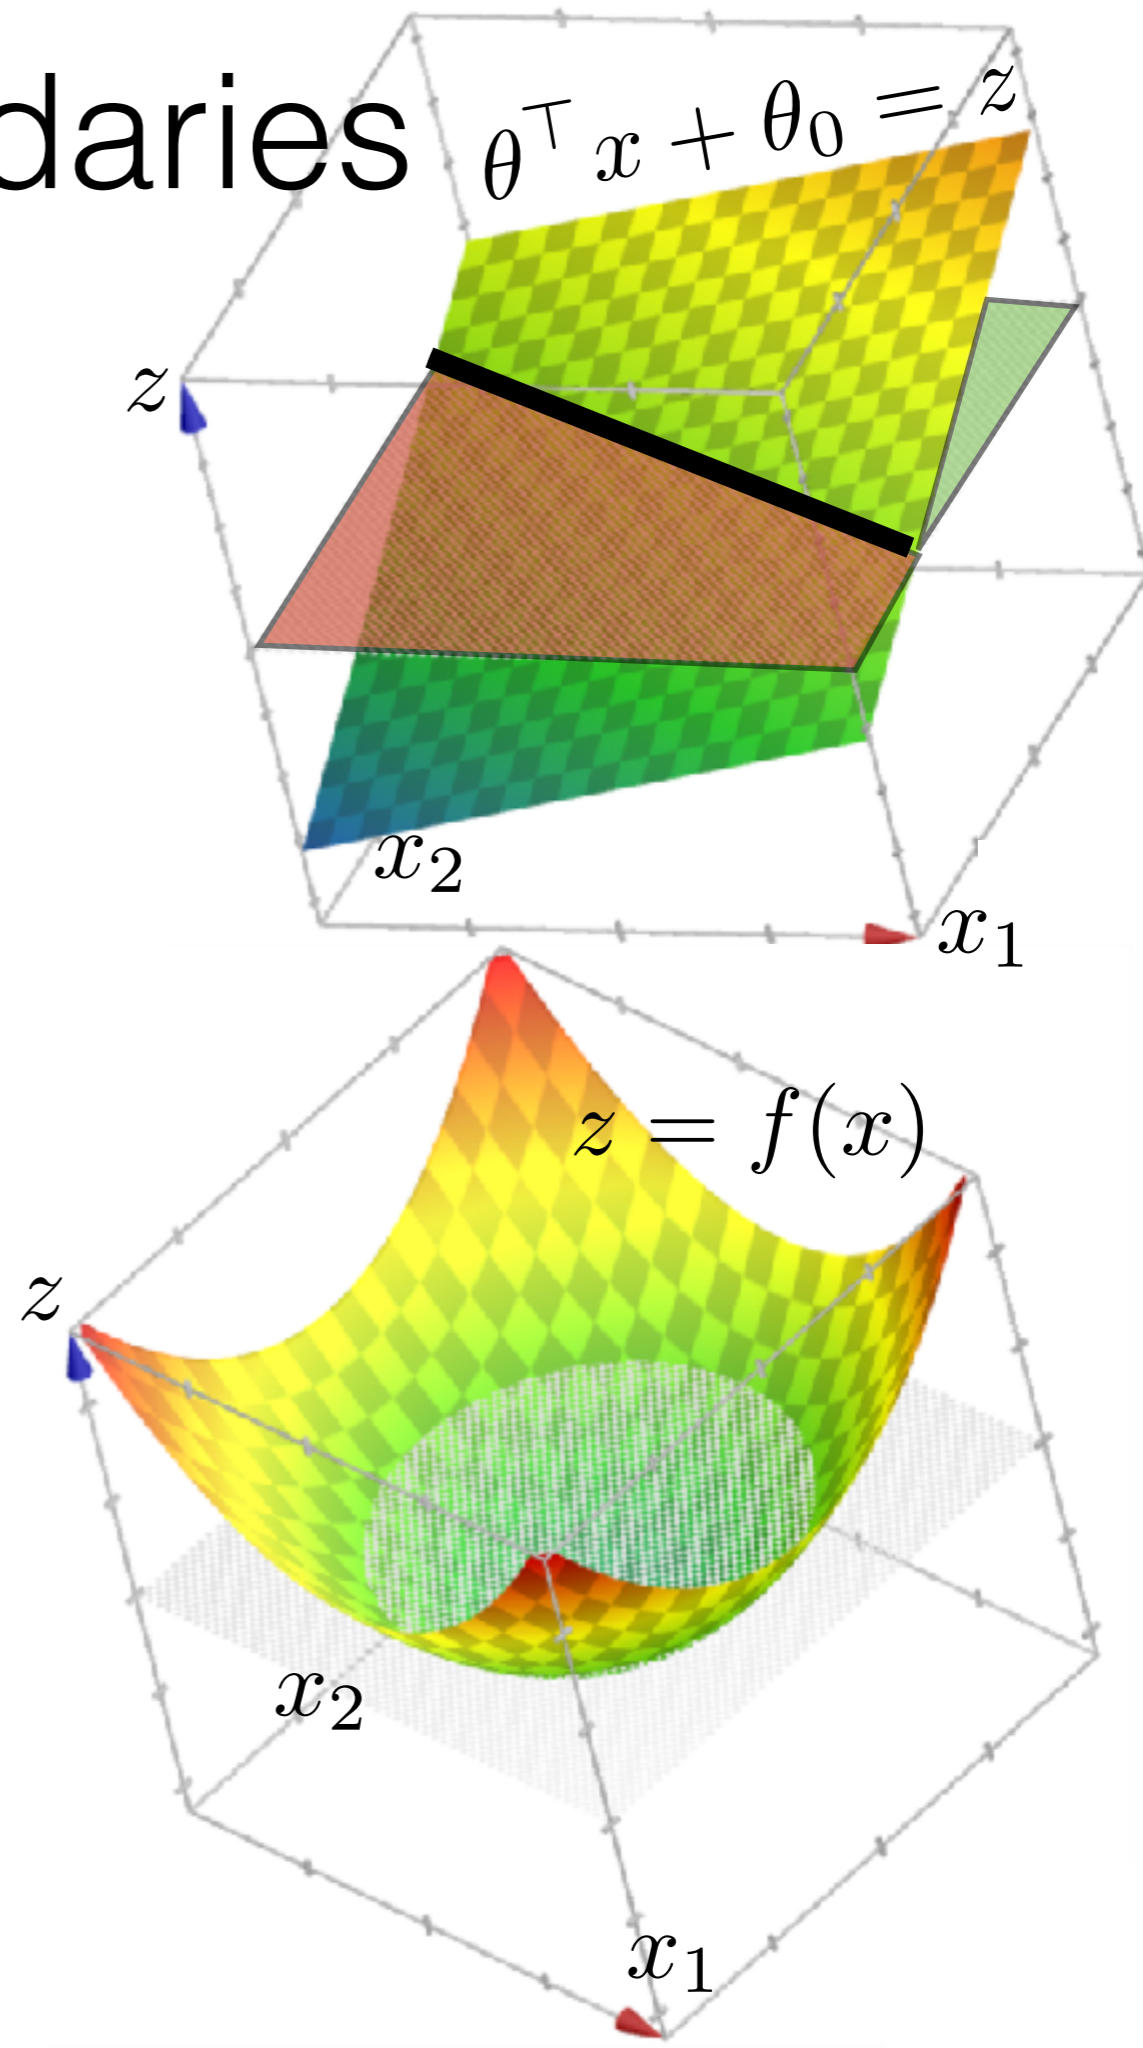 daries
θ⊤x + θ0 = z
z
x2
x1
z = f(x)
z
x2
x1